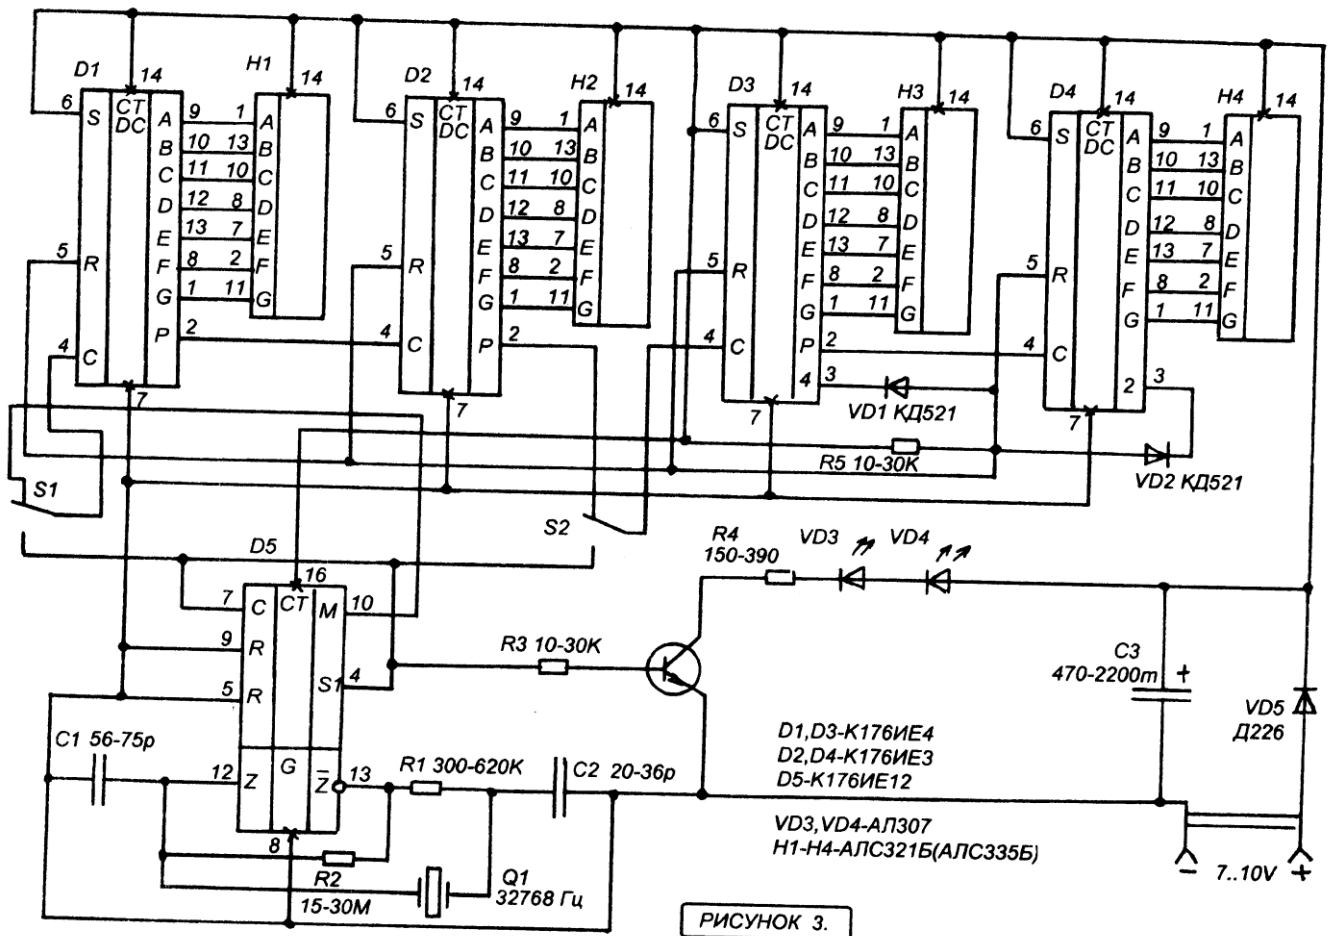 D1 14 H1 14 D2 14 H2 14 D3 14 H3 14 D4 14 H4 14
6 S CT DC A 9 1 A
B 10 13 B
C 11 10 C
D 12 8 D
E 13 7 E
5 R F 8 2 F
G 1 11 G
4 C P 2
7
6 S CT DC A 9 1 A
B 10 13 B
C 11 10 C
D 12 8 D
5 R E 13 7 E
F 8 2 F
G 1 11 G
4 C P 2
7
6 S CT DC A 9 1 A
B 10 13 B
C 11 10 C
D 12 8 D
5 R E 13 7 E
F 8 2 F
G 1 11 G
4 C P 2
4 3
7
6 S CT DC A 9 1 A
B 10 13 B
C 11 10 C
D 12 8 D
5 R E 13 7 E
F 8 2 F
G 1 11 G
4 C
2 3
7
VD1 КД521
R5 10-30K
VD2 КД521
S1
S2
D5
R4
150-390
VD3
VD4
16
7 C CT M 10
9 R
5 R S1 4
12 Z G Z̅ 13
8
R3 10-30K
C3
470-2200m +
VD5
Д226
C1 56-75p
R1 300-620K
C2 20-36p
R2
15-30M
Q1
32768 Гц
D1,D3-К176ИЕ4
D2,D4-К176ИЕ3
D5-К176ИЕ12
VD3,VD4-АЛ307
H1-H4-АЛС321Б(АЛС335Б)
– 7..10V +
РИСУНОК 3.